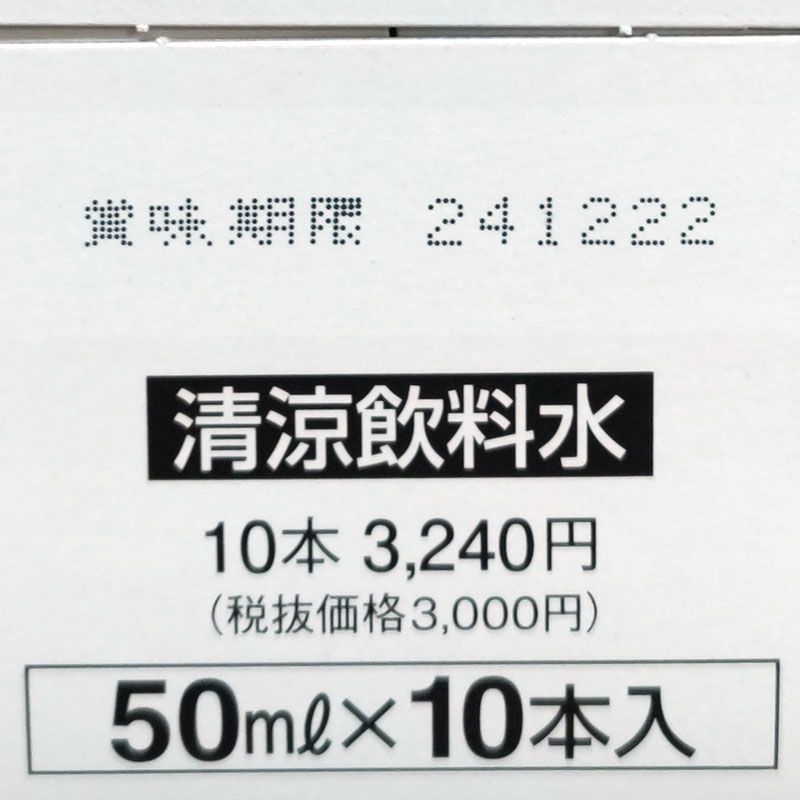 賞味期限 241222
清涼飲料水
10本 3,240円
(税抜価格3,000円)
50mℓ×10本入